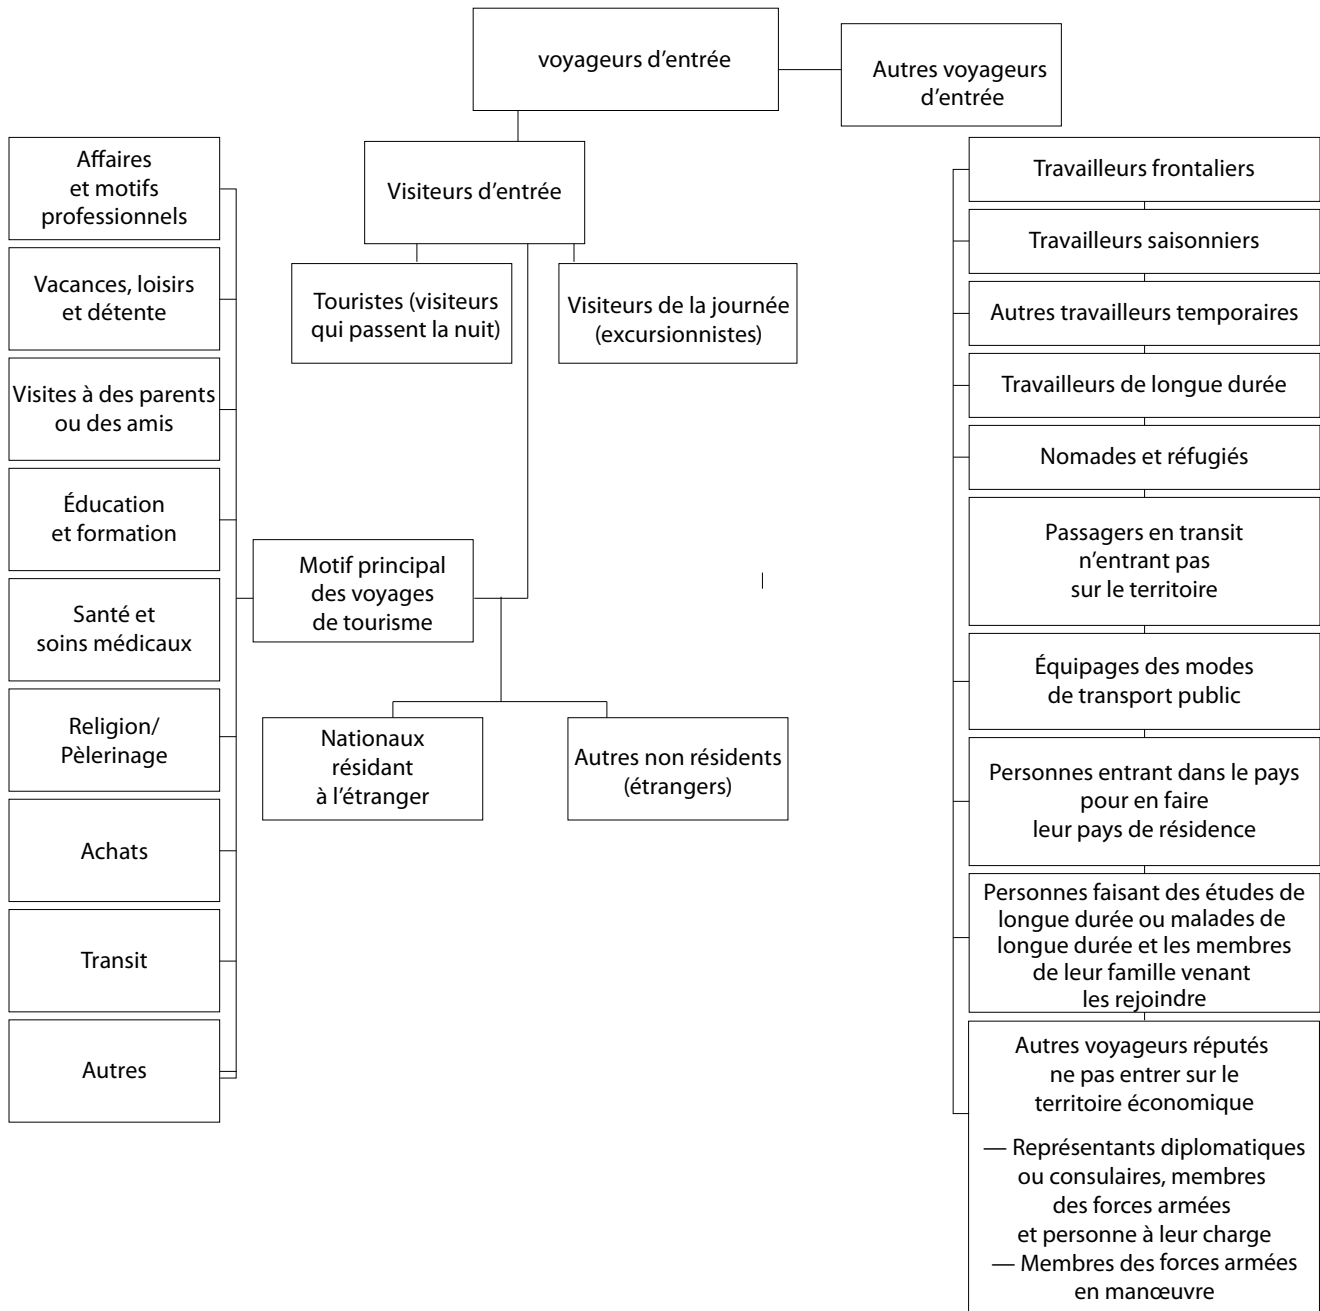 voyageurs d'entrée
Autres voyageurs
d'entrée
Visiteurs d'entrée
Touristes (visiteurs
qui passent la nuit)
Visiteurs de la journée
(excursionnistes)
Affaires
et motifs
professionnels
Vacances, loisirs
et détente
Visites à des parents
ou des amis
Éducation
et formation
Santé et
soins médicaux
Religion/
Pèlerinage
Achats
Transit
Autres
Motif principal
des voyages
de tourisme
Nationaux
résidant
à l'étranger
Autres non résidents
(étrangers)
Travailleurs frontaliers
Travailleurs saisonniers
Autres travailleurs temporaires
Travailleurs de longue durée
Nomades et réfugiés
Passagers en transit
n'entrant pas
sur le territoire
Équipages des modes
de transport public
Personnes entrant dans le pays
pour en faire
leur pays de résidence
Personnes faisant des études de
longue durée ou malades de
longue durée et les membres
de leur famille venant
les rejoindre
Autres voyageurs réputés
ne pas entrer sur le
territoire économique
— Représentants diplomatiques
ou consulaires, membres
des forces armées
et personne à leur charge
— Membres des forces armées
en manœuvre